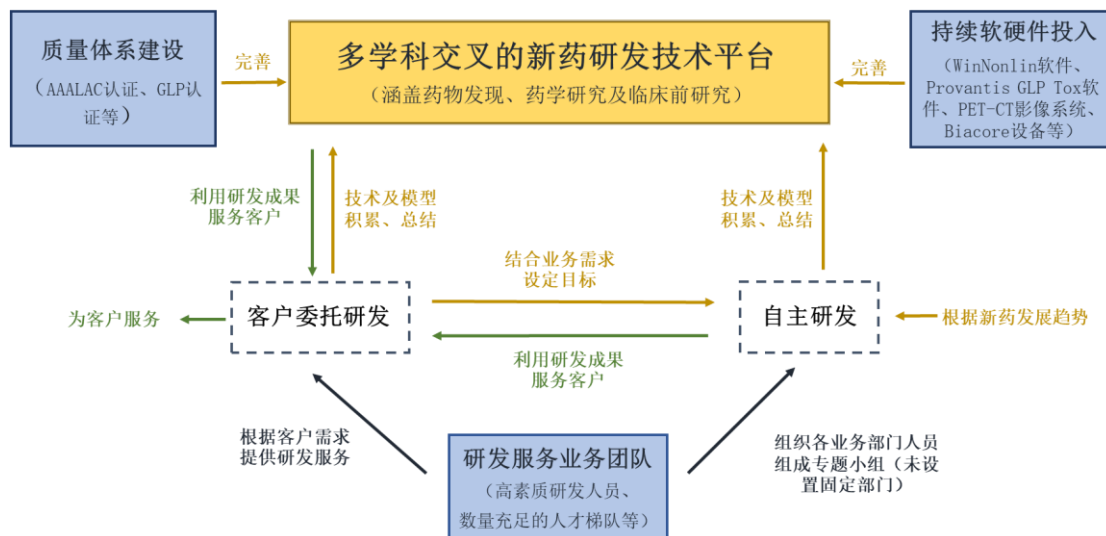 质量体系建设
（AAALAC认证、GLP认
证等）
完善
多学科交叉的新药研发技术平台
（涵盖药物发现、药学研究及临床前研究）
完善
持续软硬件投入
（WinNonlin软件、
Provantis GLP Tox软
件、PET-CT影像系统、
Biacore设备等）
利用研发成果
服务客户
技术及模型
积累、总结
技术及模型
积累、总结
结合业务需求
设定目标
为客户服务
客户委托研发
自主研发
根据新药发展趋势
利用研发成果
服务客户
根据客户需求
提供研发服务
研发服务业务团队
（高素质研发人员、
数量充足的人才梯队等）
组织各业务部门人员
组成专题小组（未设
置固定部门）